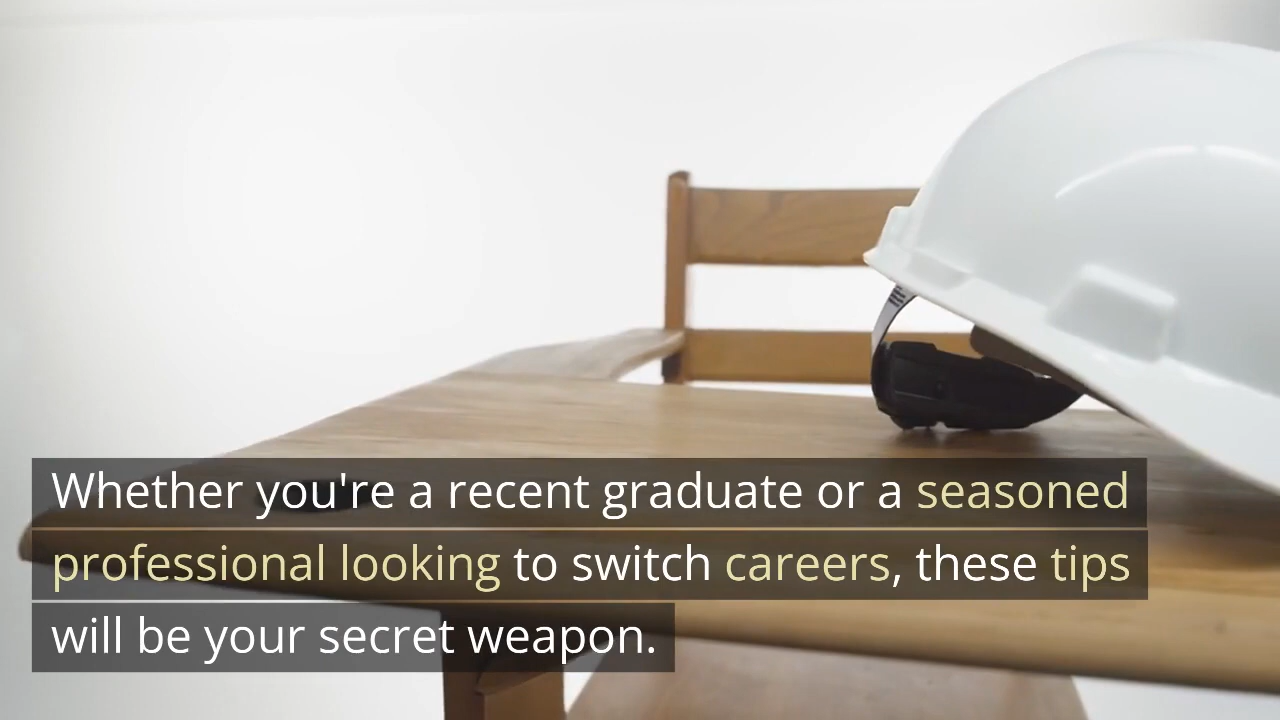 Whether you're a recent graduate or a seasoned
professional looking to switch careers, these tips
will be your secret weapon.